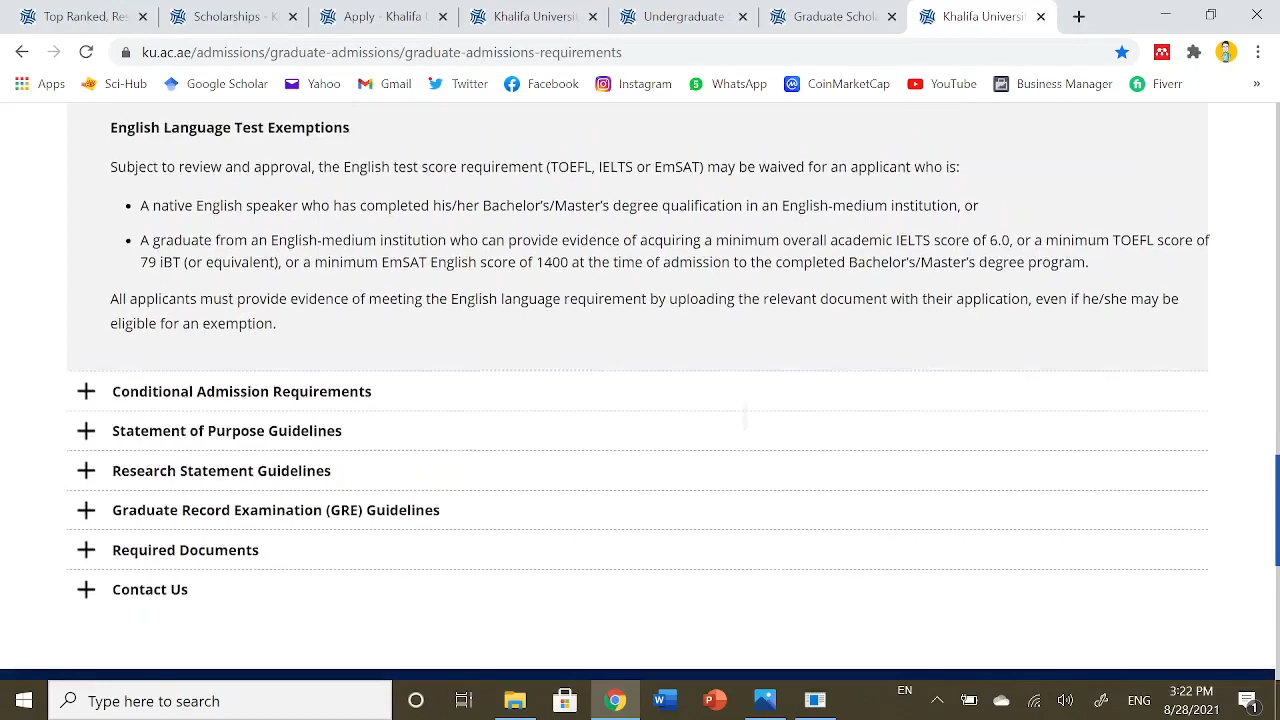 Top Ranked, Res
Scholarships - K
Apply - Khalifa U
Khalifa Universit
Undergraduate
Graduate Schola
Khalifa Universit
ku.ac.ae/admissions/graduate-admissions/graduate-admissions-requirements
Apps Sci-Hub Google Scholar Yahoo Gmail Twitter Facebook Instagram WhatsApp CoinMarketCap YouTube Business Manager Fiverr »
English Language Test Exemptions
Subject to review and approval, the English test score requirement (TOEFL, IELTS or EmSAT) may be waived for an applicant who is:
• A native English speaker who has completed his/her Bachelor's/Master's degree qualification in an English-medium institution, or
• A graduate from an English-medium institution who can provide evidence of acquiring a minimum overall academic IELTS score of 6.0, or a minimum TOEFL score of
79 iBT (or equivalent), or a minimum EmSAT English score of 1400 at the time of admission to the completed Bachelor's/Master's degree program.
All applicants must provide evidence of meeting the English language requirement by uploading the relevant document with their application, even if he/she may be
eligible for an exemption.
Conditional Admission Requirements
Statement of Purpose Guidelines
Research Statement Guidelines
Graduate Record Examination (GRE) Guidelines
Required Documents
Contact Us
Type here to search
EN
ENG
3:22 PM
8/28/2021
1